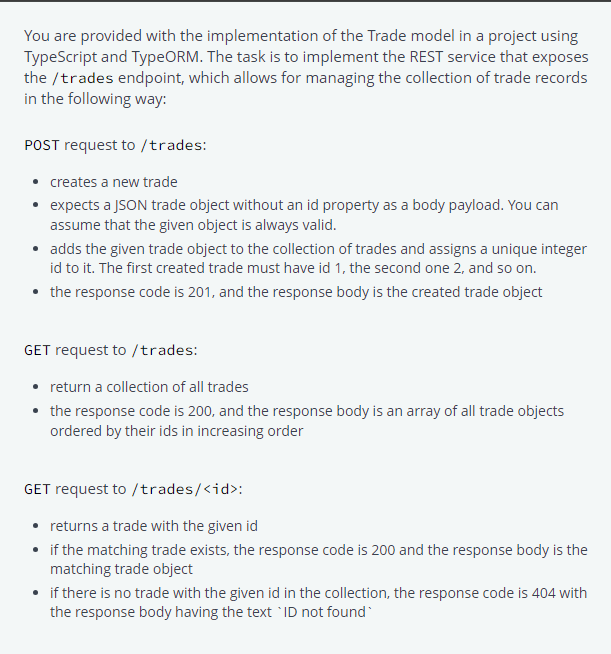 You are provided with the implementation of the Trade model in a project using
TypeScript and TypeORM. The task is to implement the REST service that exposes
the /trades endpoint, which allows for managing the collection of trade records
in the following way:
POST request to /trades:
• creates a new trade
• expects a JSON trade object without an id property as a body payload. You can
assume that the given object is always valid.
• adds the given trade object to the collection of trades and assigns a unique integer
id to it. The first created trade must have id 1, the second one 2, and so on.
• the response code is 201, and the response body is the created trade object
GET request to /trades:
• return a collection of all trades
• the response code is 200, and the response body is an array of all trade objects
ordered by their ids in increasing order
GET request to /trades/<id>:
• returns a trade with the given id
• if the matching trade exists, the response code is 200 and the response body is the
matching trade object
• if there is no trade with the given id in the collection, the response code is 404 with
the response body having the text `ID not found`